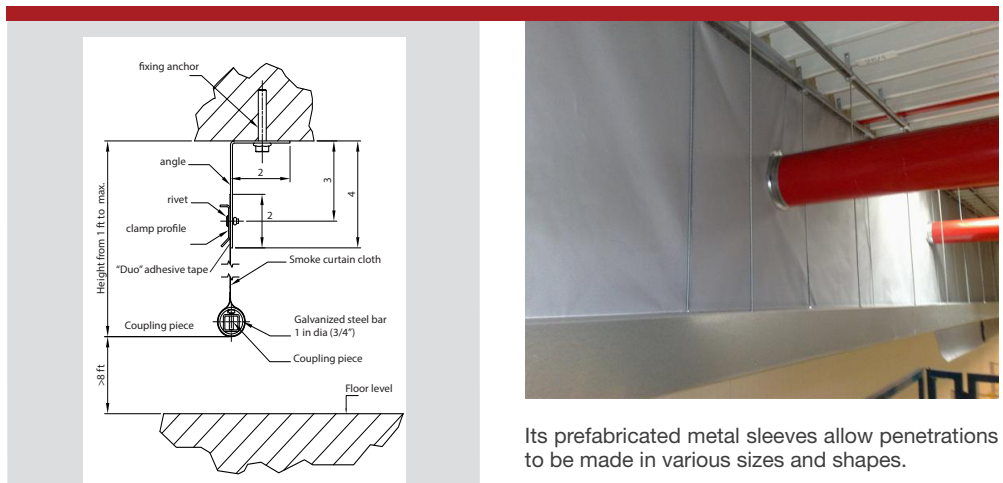 fixing anchor
angle
2
3
4
rivet
2
clamp profile
Height from 1 ft to max.
"Duo" adhesive tape
Smoke curtain cloth
Coupling piece
Galvanized steel bar
1 in dia (3/4")
Coupling piece
>8 ft
Floor level
Its prefabricated metal sleeves allow penetrations
to be made in various sizes and shapes.